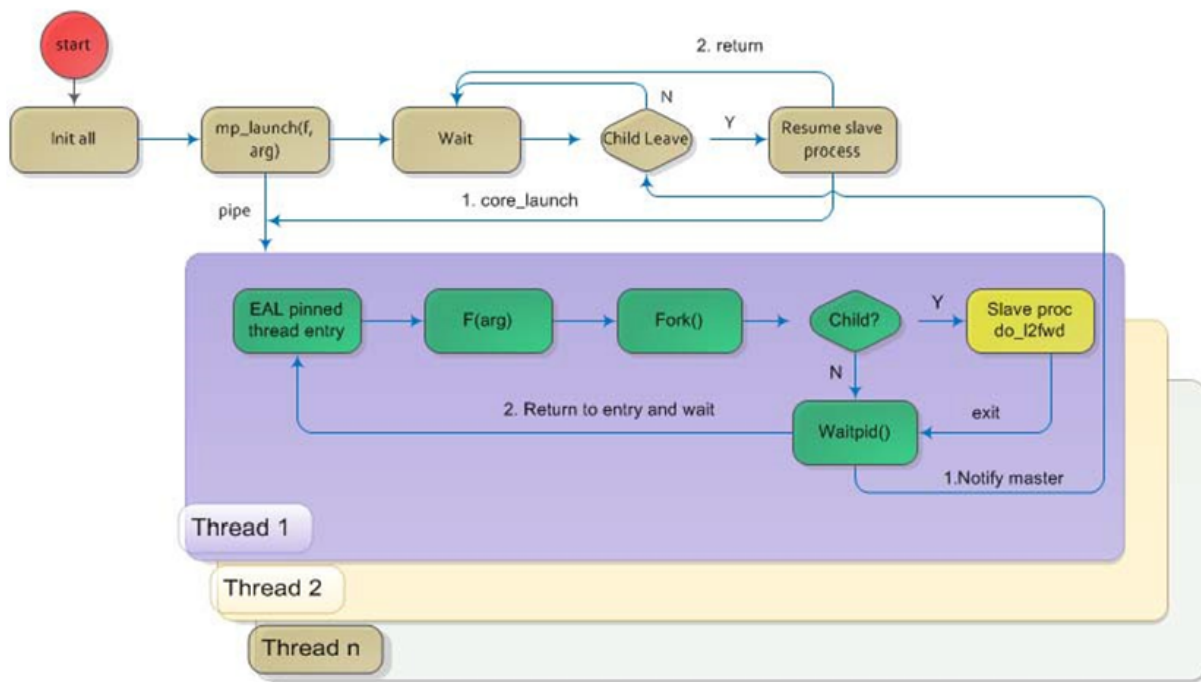 start
2. return
Init all
mp_launch(f,
arg)
Wait
N
Child Leave
Y
Resume slave
process
pipe
1. core_launch
EAL pinned
thread entry
F(arg)
Fork()
Child?
Y
Slave proc
do_l2fwd
N
2. Return to entry and wait
Waitpid()
exit
1.Notify master
Thread 1
Thread 2
Thread n